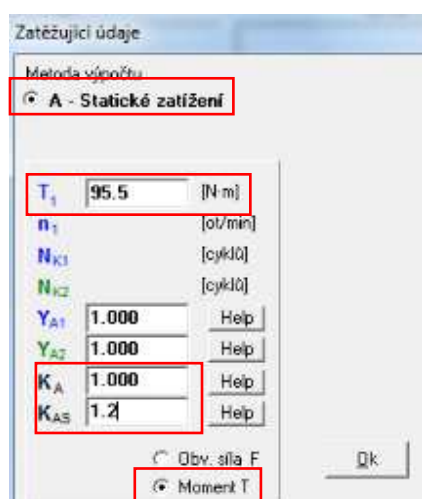 Zatěžující údaje
Metoda výpočtu
A - Statické zatížení
T1 95.5 [N·m]
n1 [ot/min]
NK1 [cyklů]
NK2 [cyklů]
YA1 1.000 Help
YA2 1.000 Help
KA 1.000 Help
KAS 1.2 Help
Obv. síla F
Ok
Moment T